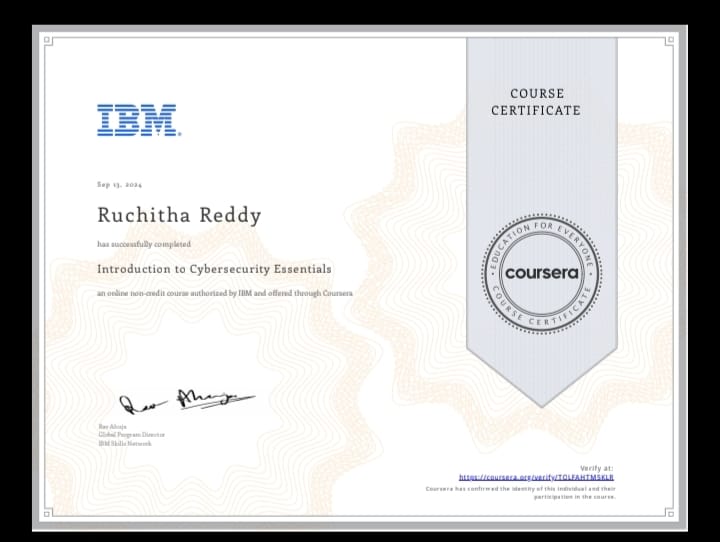 COURSE
CERTIFICATE
IBM
Sep 13, 2024
Ruchitha Reddy
has successfully completed
Introduction to Cybersecurity Essentials
an online non-credit course authorized by IBM and offered through Coursera
EDUCATION FOR EVERYONE
coursera
COURSE CERTIFICATE
Rav Ahuja
Global Program Director
IBM Skills Network
Verify at:
https://coursera.org/verify/TOLFAHTMSKLR
Coursera has confirmed the identity of this individual and their
participation in the course.